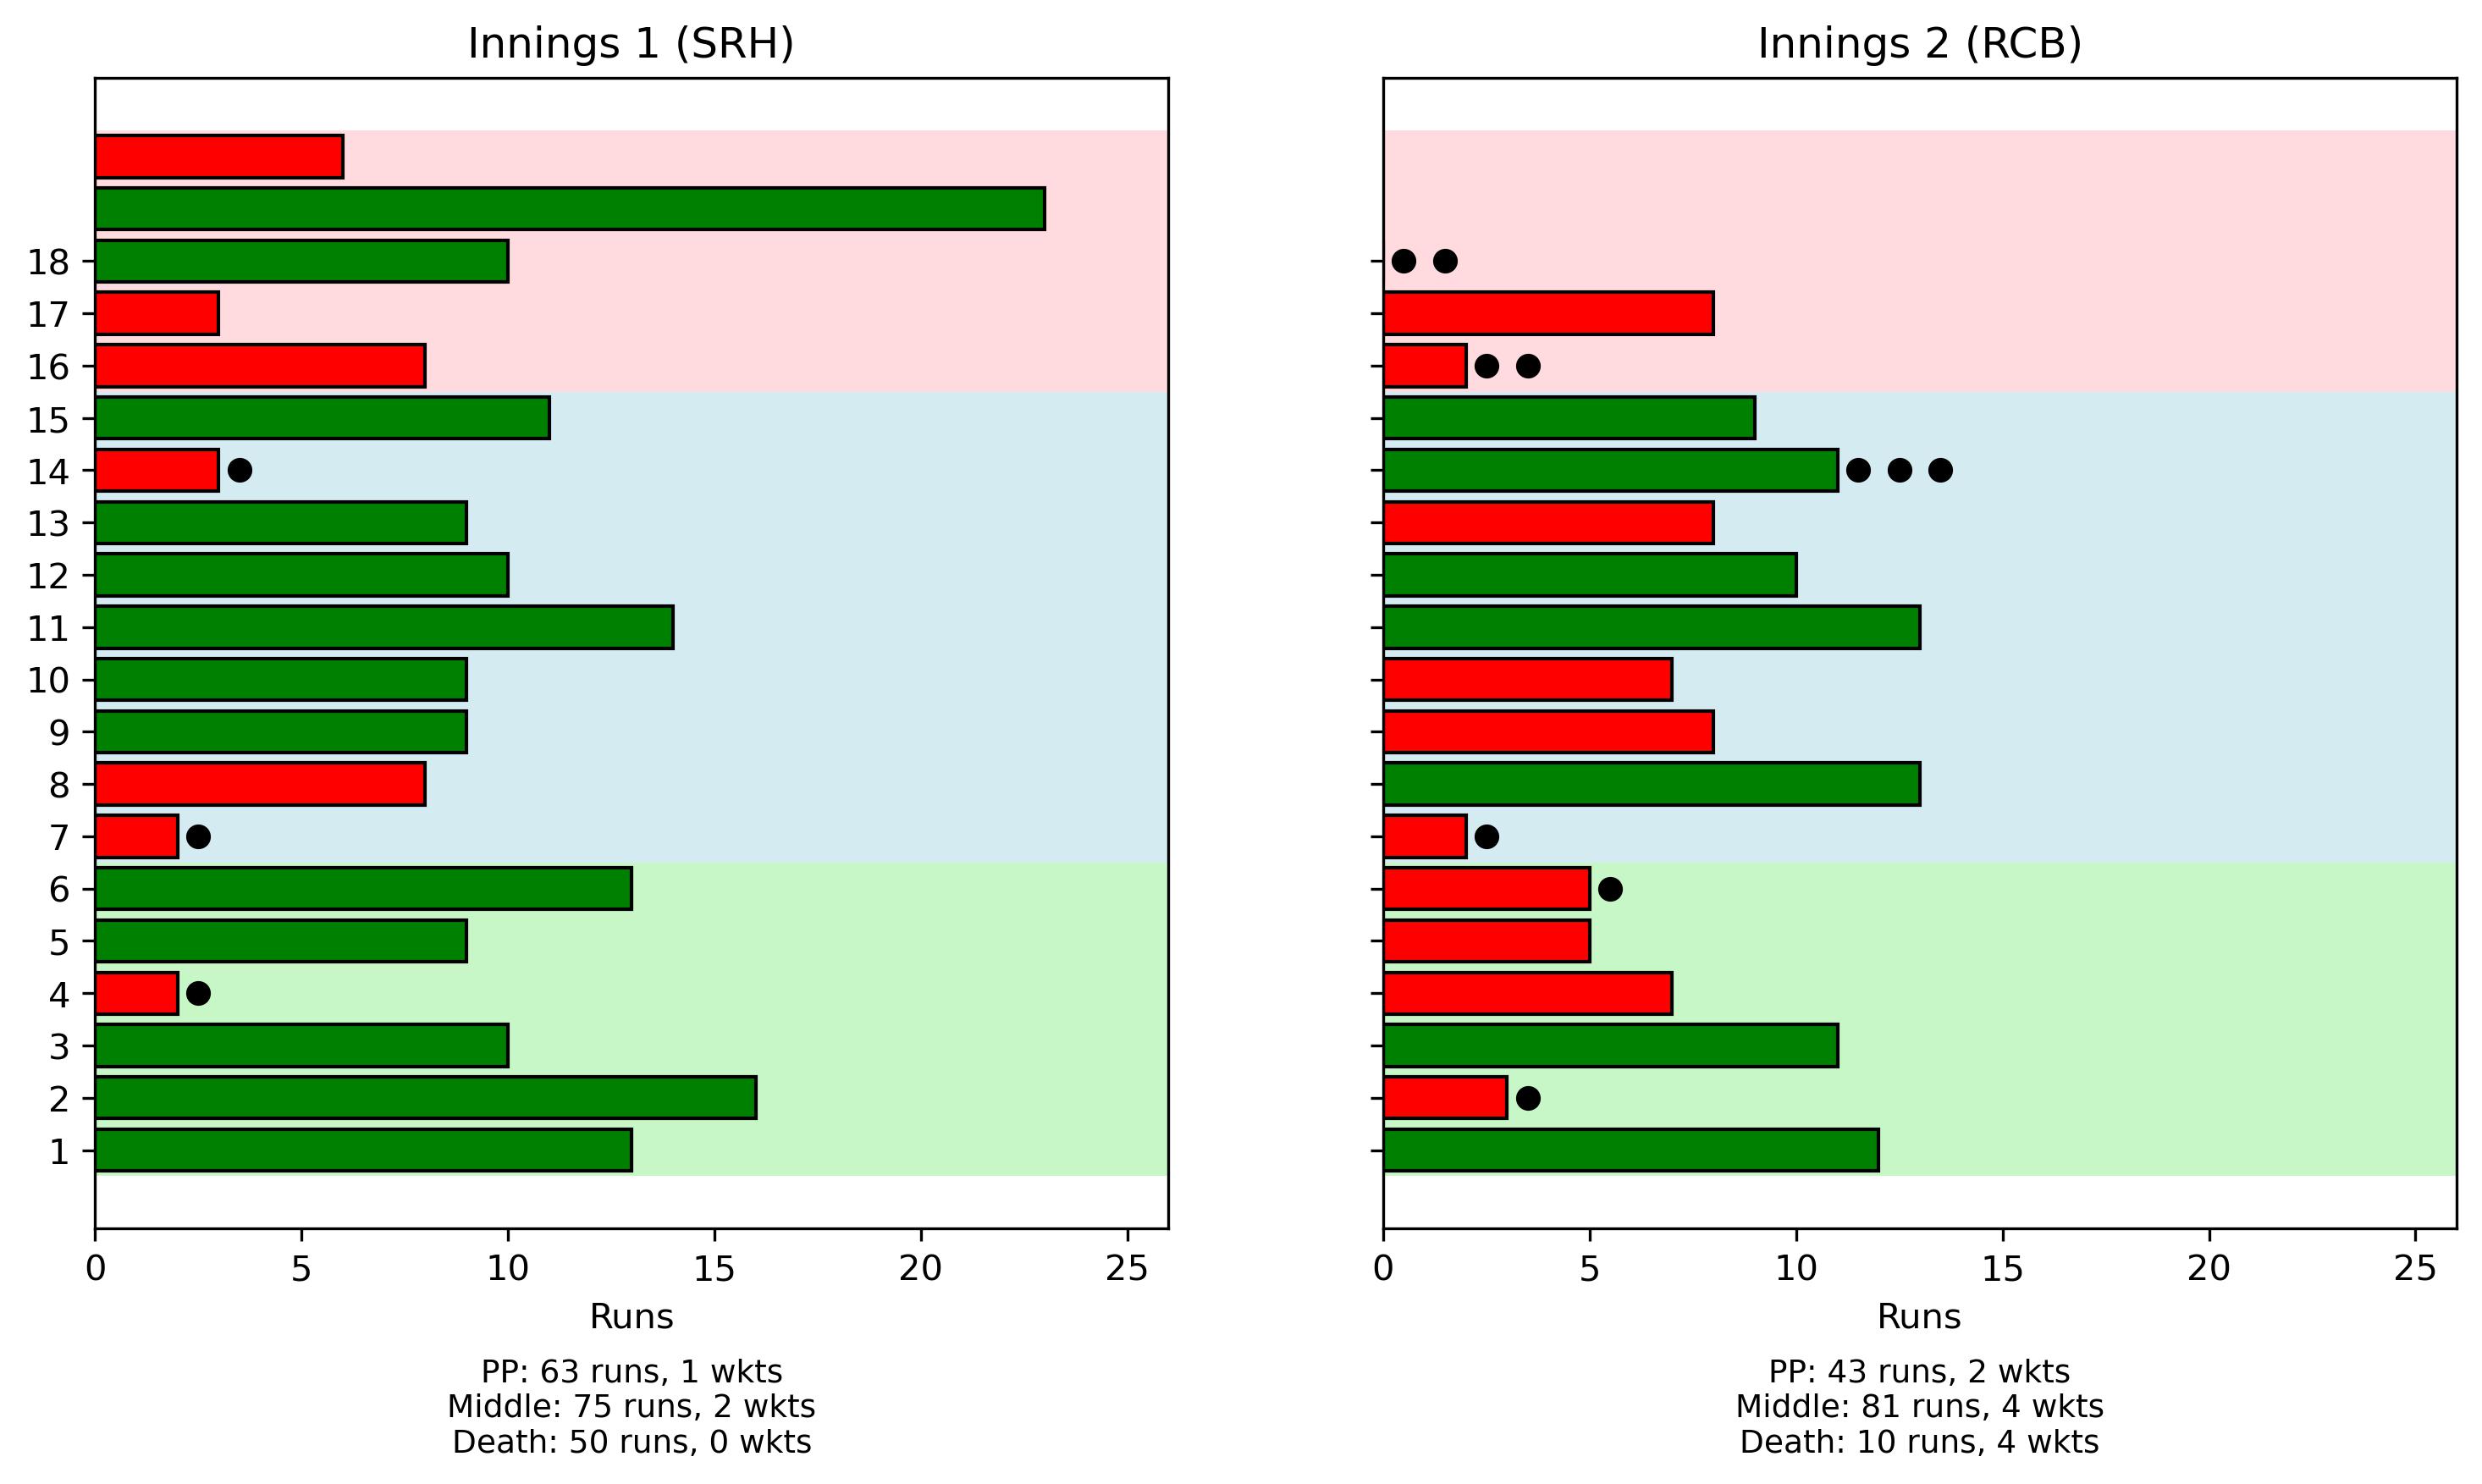 Innings 1 (SRH)
18
17
16
15
14
13
12
11
10
9
8
7
6
5
4
3
2
1
0 5 10 15 20 25
Runs
PP: 63 runs, 1 wkts
Middle: 75 runs, 2 wkts
Death: 50 runs, 0 wkts
Innings 2 (RCB)
0 5 10 15 20 25
Runs
PP: 43 runs, 2 wkts
Middle: 81 runs, 4 wkts
Death: 10 runs, 4 wkts